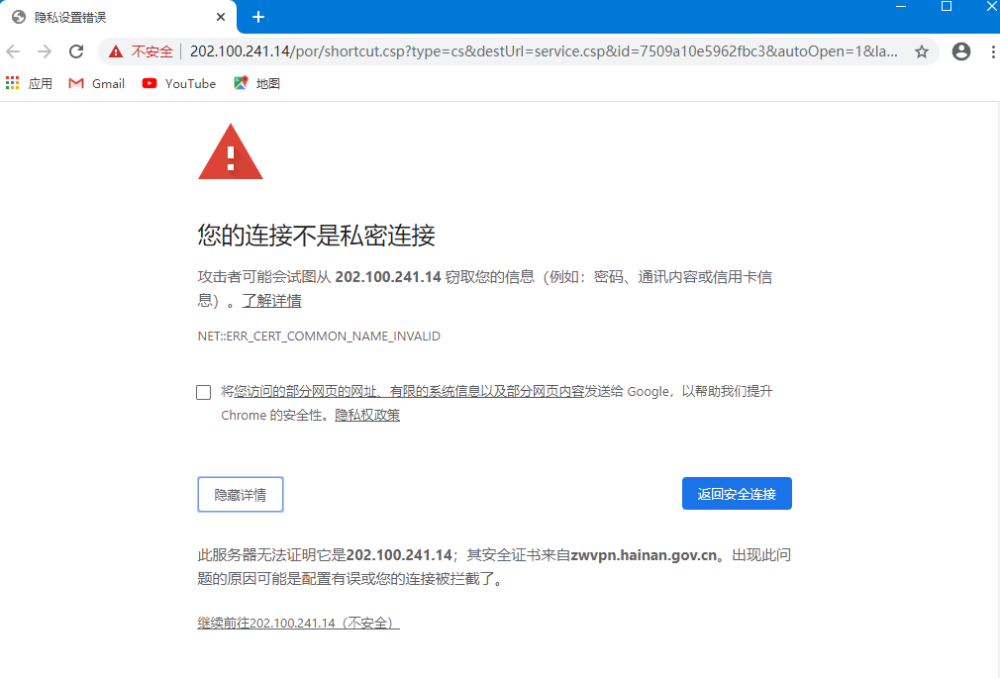 隐私设置错误
不安全 202.100.241.14/por/shortcut.csp?type=cs&destUrl=service.csp&id=7509a10e5962fbc3&autoOpen=1&la...
应用 Gmail YouTube 地图
您的连接不是私密连接
攻击者可能会试图从 202.100.241.14 窃取您的信息（例如：密码、通讯内容或信用卡信
息）。了解详情
NET::ERR_CERT_COMMON_NAME_INVALID
将您访问的部分网页的网址、有限的系统信息以及部分网页内容发送给 Google，以帮助我们提升
Chrome 的安全性。隐私权政策
隐藏详情 返回安全连接
此服务器无法证明它是202.100.241.14；其安全证书来自zwvpn.hainan.gov.cn。出现此问
题的原因可能是配置有误或您的连接被拦截了。
继续前往202.100.241.14（不安全）